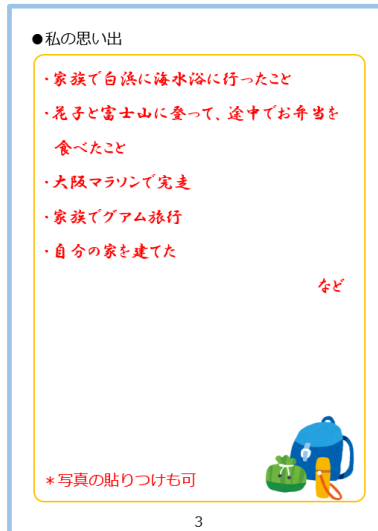 ●私の思い出
・家族で白浜に海水浴に行ったこと
・花子と富士山に登って、途中でお弁当を
食べたこと
・大阪マラソンで完走
・家族でグアム旅行
・自分の家を建てた
など
＊写真の貼りつけも可
3